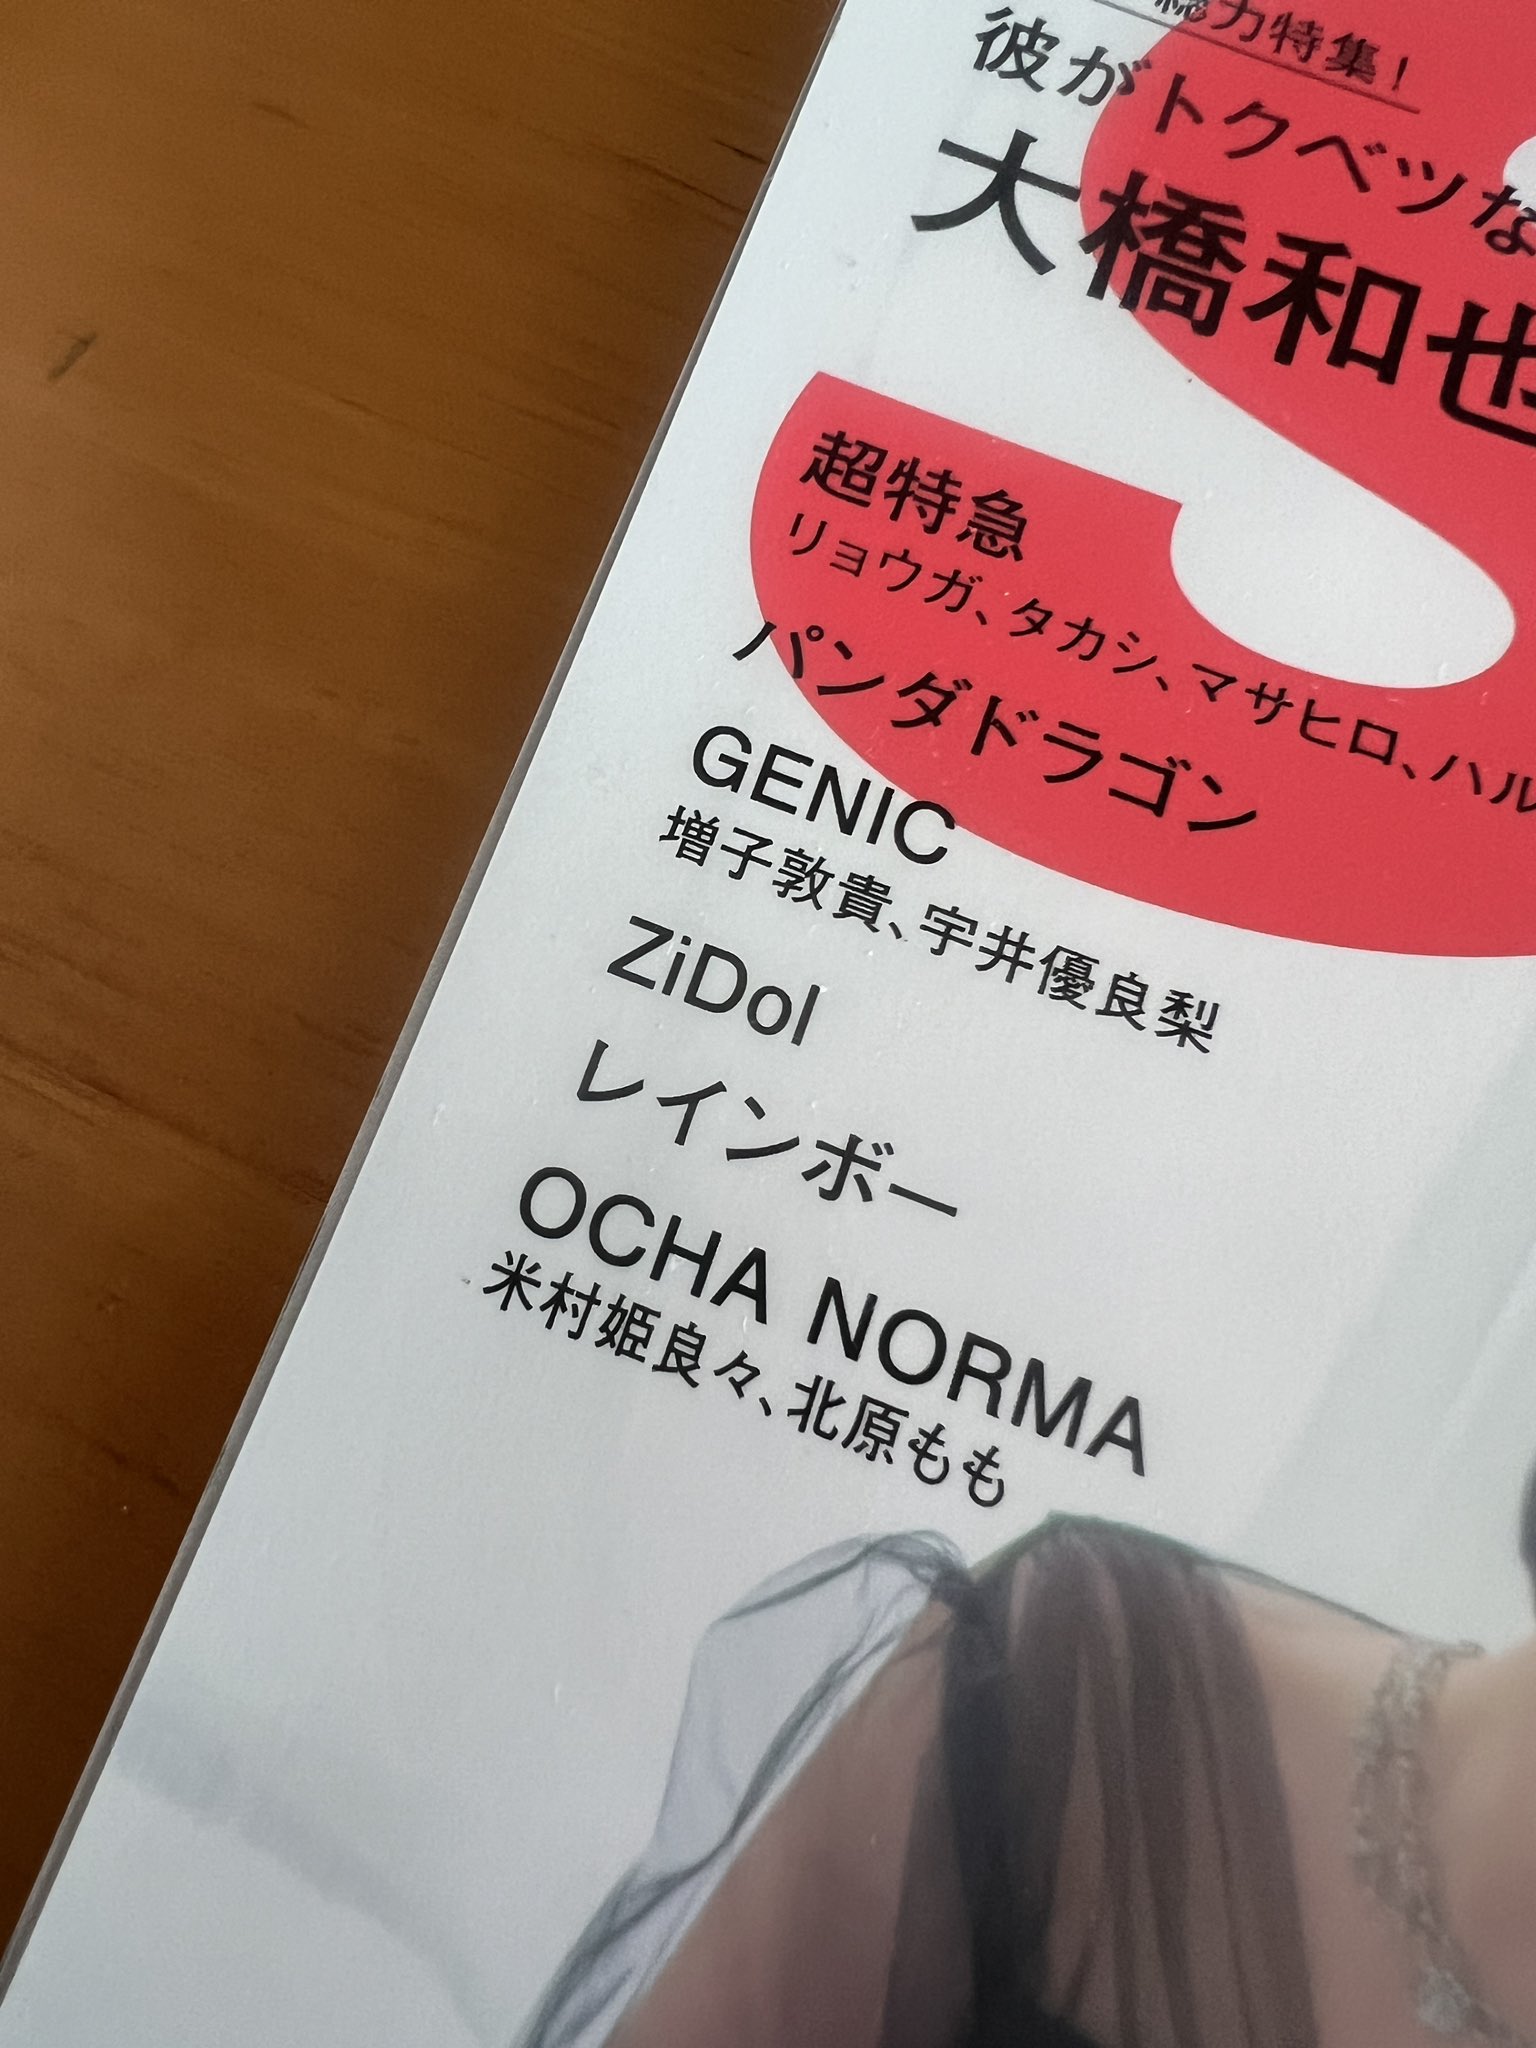 総力特集！
彼がトクベツな
大橋和也
超特急
リョウガ、タカシ、マサヒロ、ハル
パンダドラゴン
GENIC
増子敦貴、宇井優良梨
ZiDol
レインボー
OCHA NORMA
米村姫良々、北原もも